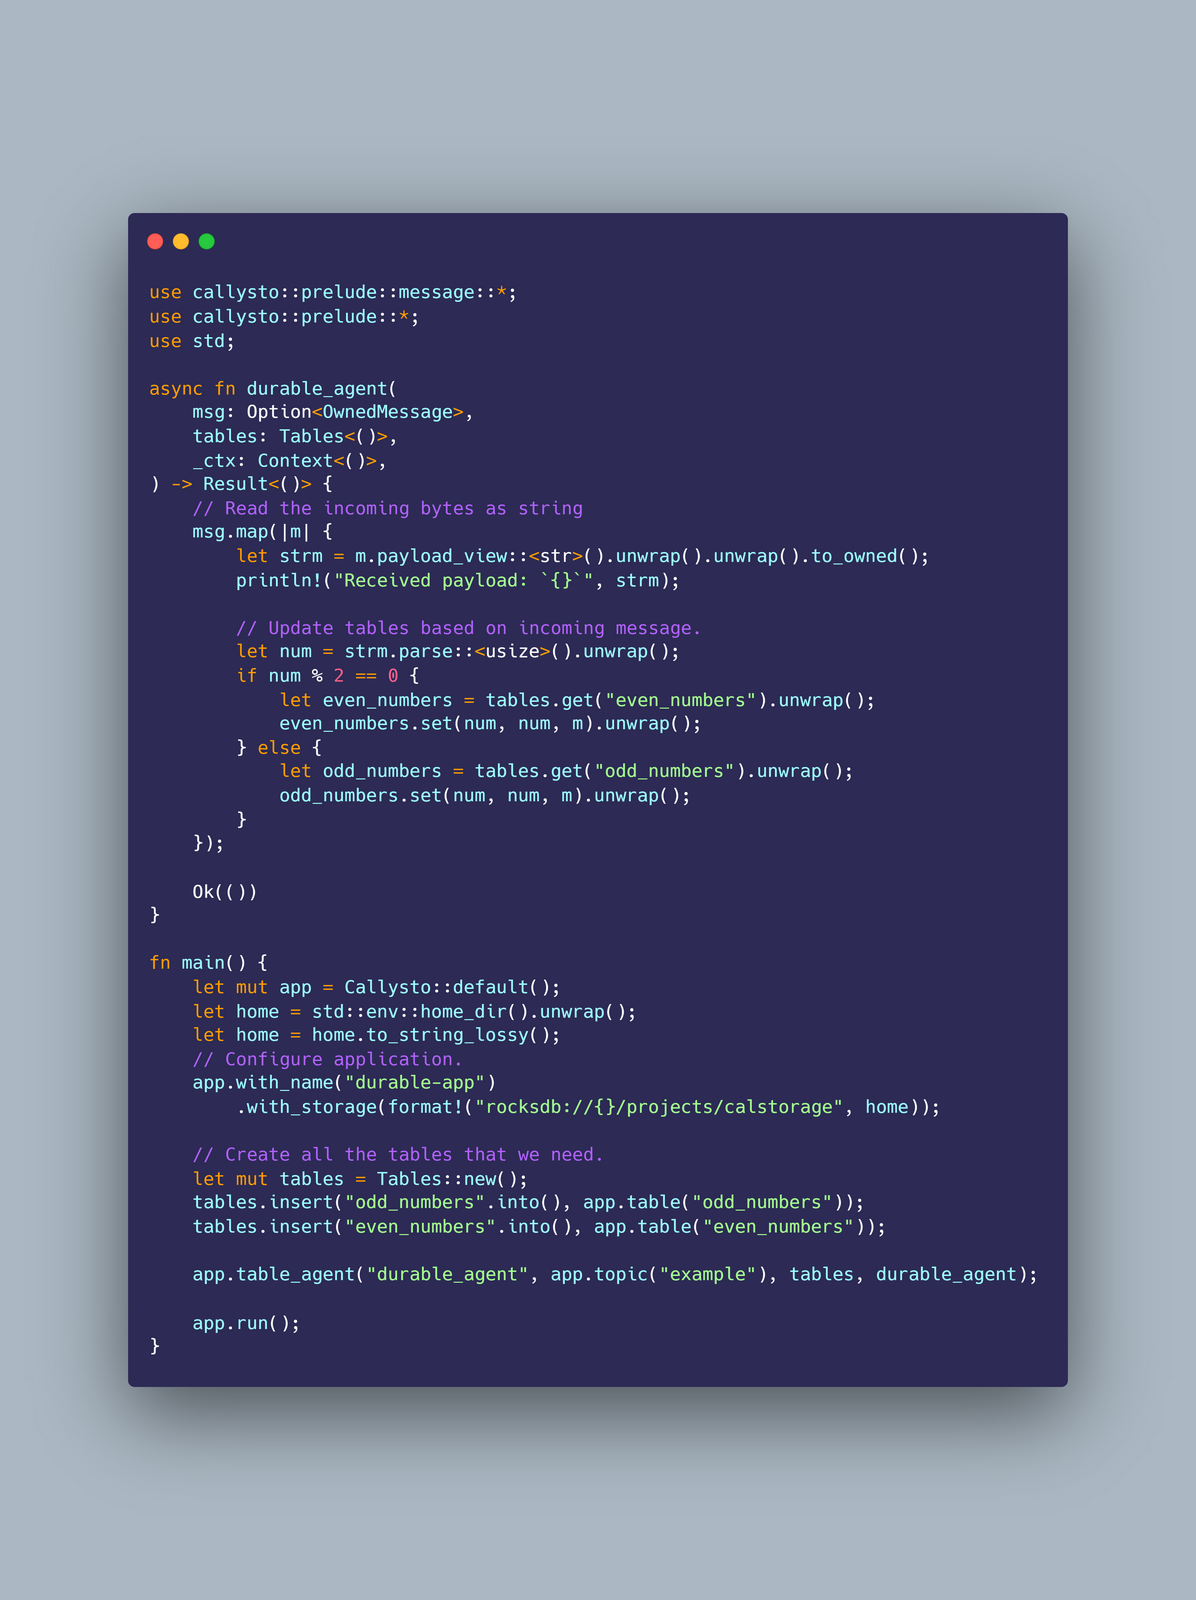 use callysto::prelude::message::*;
use callysto::prelude::*;
use std;

async fn durable_agent(
    msg: Option<OwnedMessage>,
    tables: Tables<()>,
    _ctx: Context<()>,
) -> Result<()> {
    // Read the incoming bytes as string
    msg.map(|m| {
        let strm = m.payload_view::<str>().unwrap().unwrap().to_owned();
        println!("Received payload: `{}`", strm);

        // Update tables based on incoming message.
        let num = strm.parse::<usize>().unwrap();
        if num % 2 == 0 {
            let even_numbers = tables.get("even_numbers").unwrap();
            even_numbers.set(num, num, m).unwrap();
        } else {
            let odd_numbers = tables.get("odd_numbers").unwrap();
            odd_numbers.set(num, num, m).unwrap();
        }
    });

    Ok(())
}

fn main() {
    let mut app = Callysto::default();
    let home = std::env::home_dir().unwrap();
    let home = home.to_string_lossy();
    // Configure application.
    app.with_name("durable-app")
        .with_storage(format!("rocksdb://{}/projects/calstorage", home));

    // Create all the tables that we need.
    let mut tables = Tables::new();
    tables.insert("odd_numbers".into(), app.table("odd_numbers"));
    tables.insert("even_numbers".into(), app.table("even_numbers"));

    app.table_agent("durable_agent", app.topic("example"), tables, durable_agent);

    app.run();
}